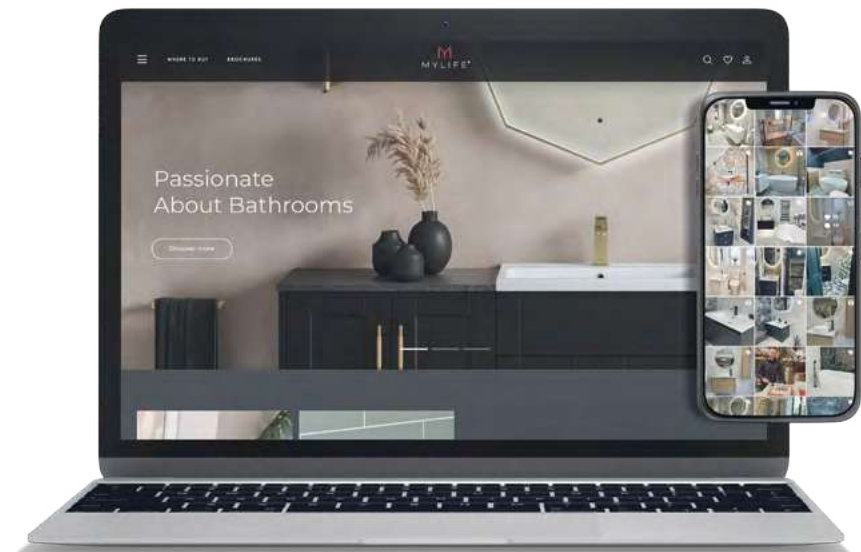 WHERE TO BUY
BROCHURES
MYLIFE
Passionate
About Bathrooms
Discover more